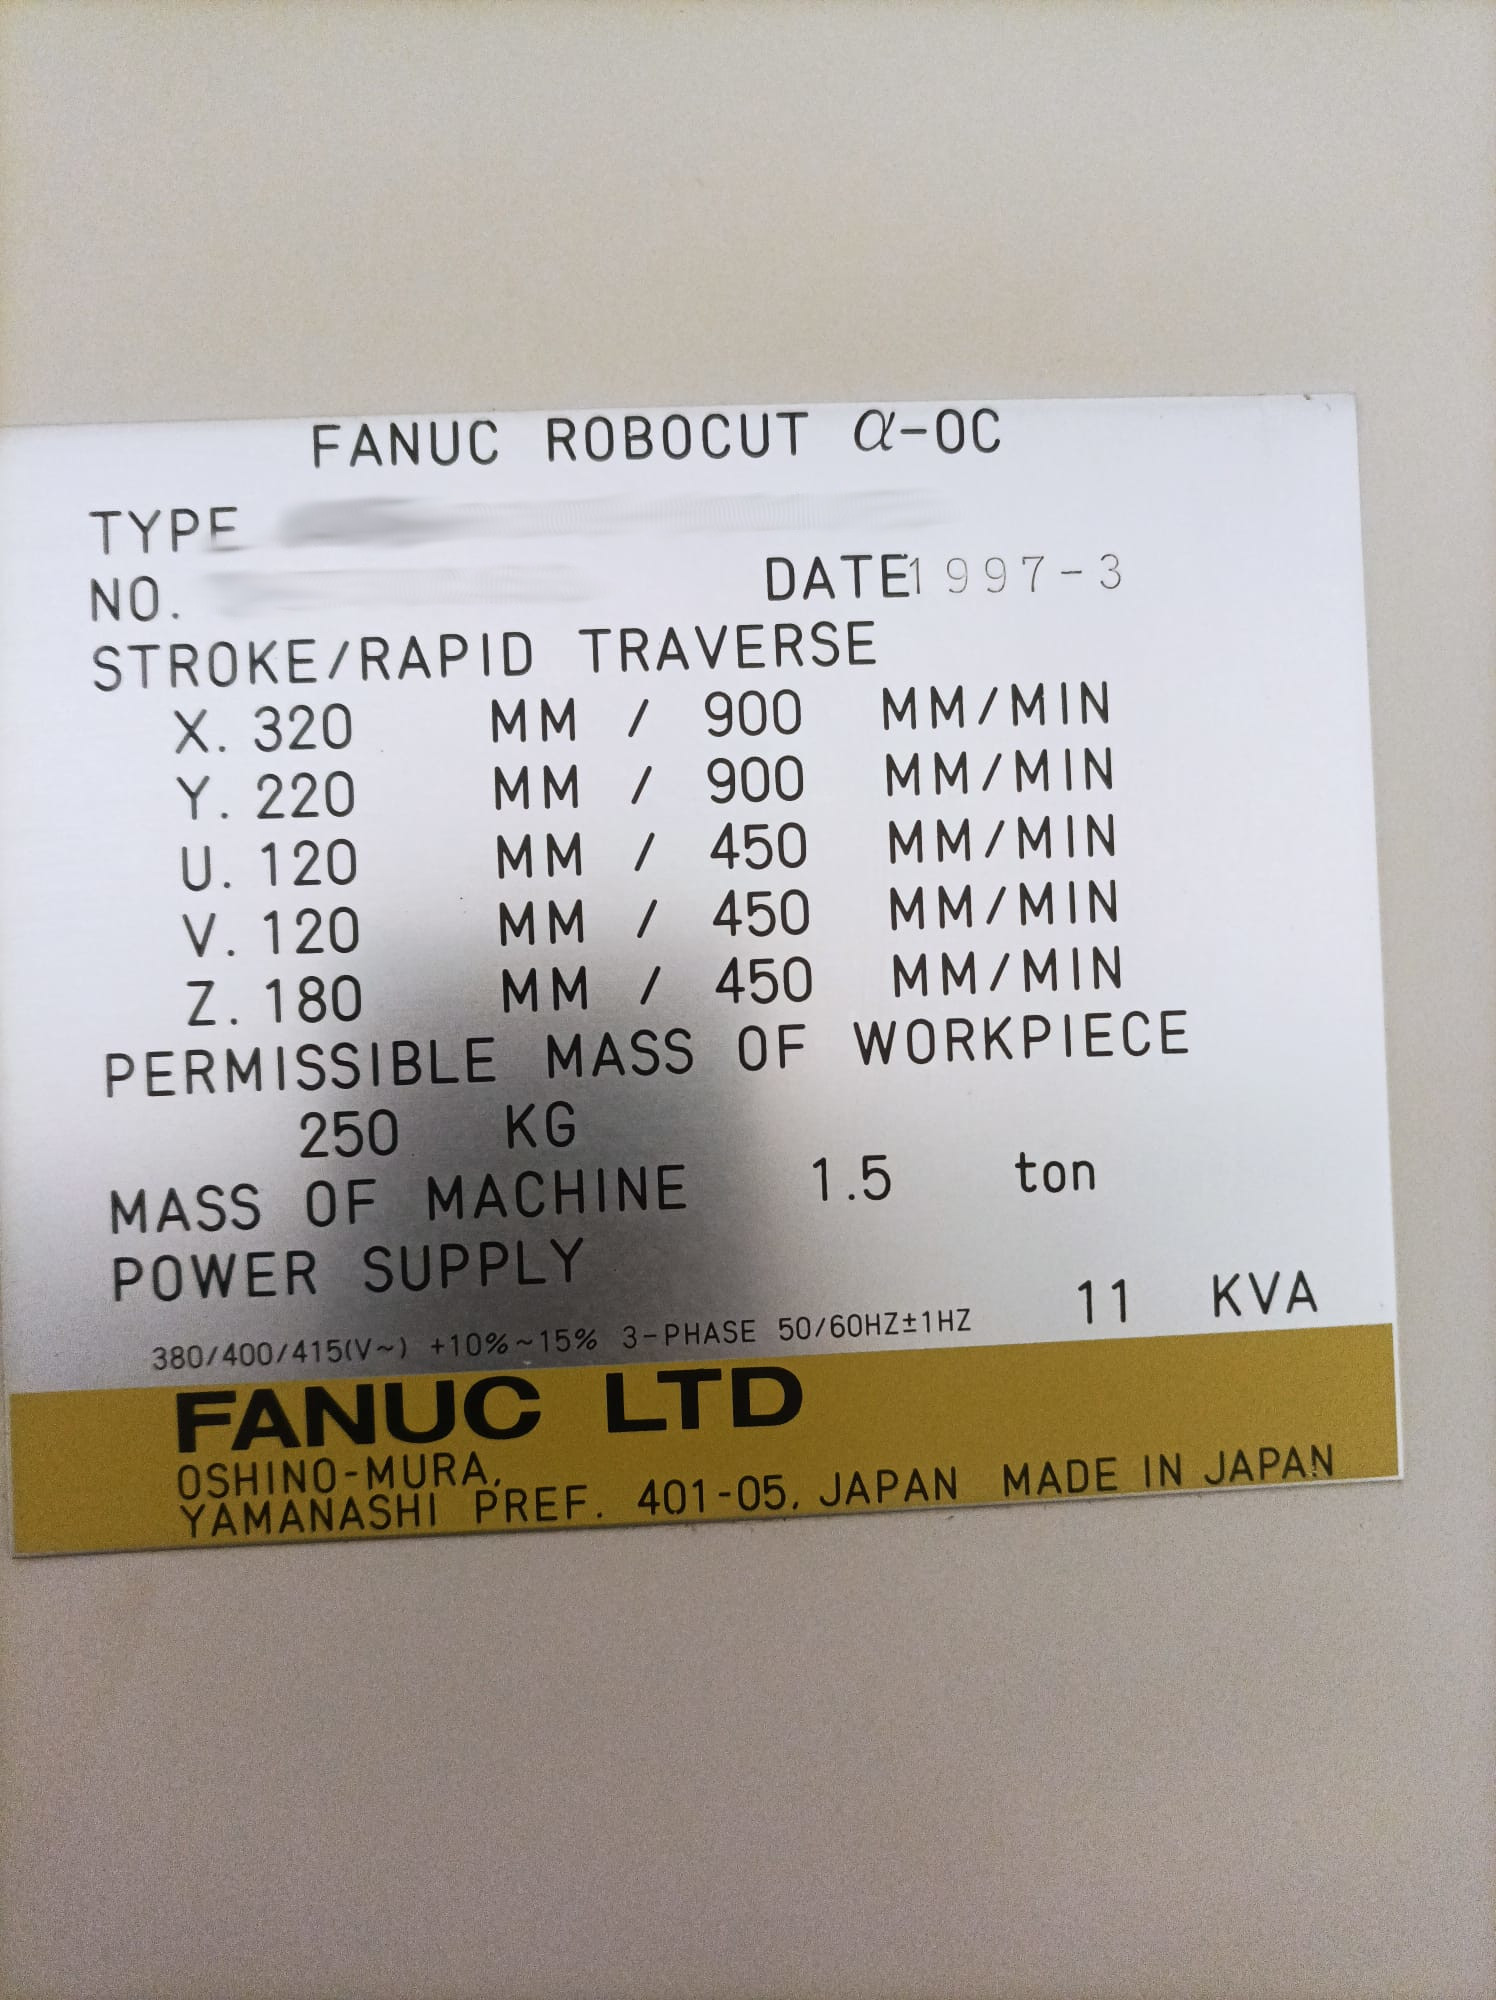 FANUC ROBOCUT α-0C
TYPE
NO. DATE 1997-3
STROKE/RAPID TRAVERSE
X. 320 MM / 900 MM/MIN
Y. 220 MM / 900 MM/MIN
U. 120 MM / 450 MM/MIN
V. 120 MM / 450 MM/MIN
Z. 180 MM / 450 MM/MIN
PERMISSIBLE MASS OF WORKPIECE
250 KG
MASS OF MACHINE 1.5 ton
POWER SUPPLY
380/400/415(V~) +10%~15% 3-PHASE 50/60HZ±1HZ 11 KVA
FANUC LTD
OSHINO-MURA,
YAMANASHI PREF. 401-05, JAPAN MADE IN JAPAN